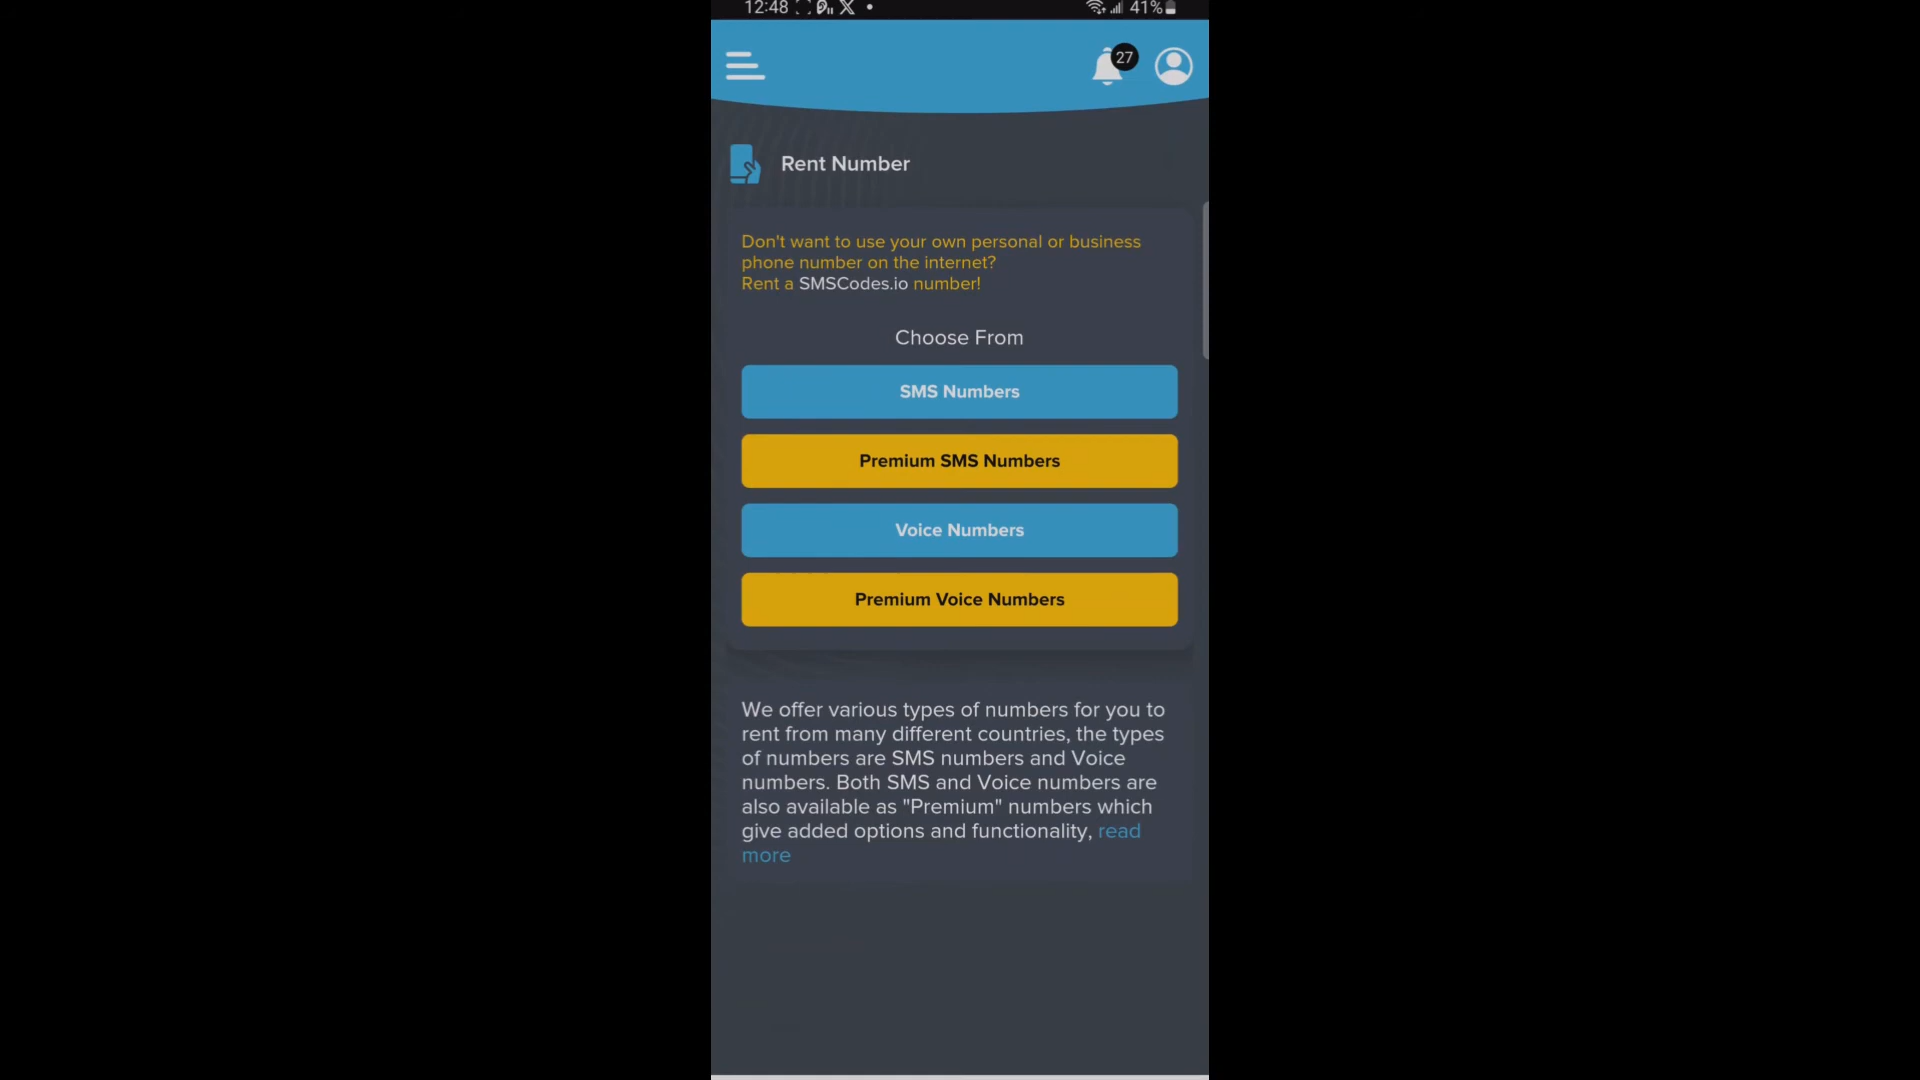 12:48
41%
27
Rent Number
Don't want to use your own personal or business
phone number on the internet?
Rent a SMSCodes.io number!
Choose From
SMS Numbers
Premium SMS Numbers
Voice Numbers
Premium Voice Numbers
We offer various types of numbers for you to
rent from many different countries, the types
of numbers are SMS numbers and Voice
numbers. Both SMS and Voice numbers are
also available as "Premium" numbers which
give added options and functionality, read
more